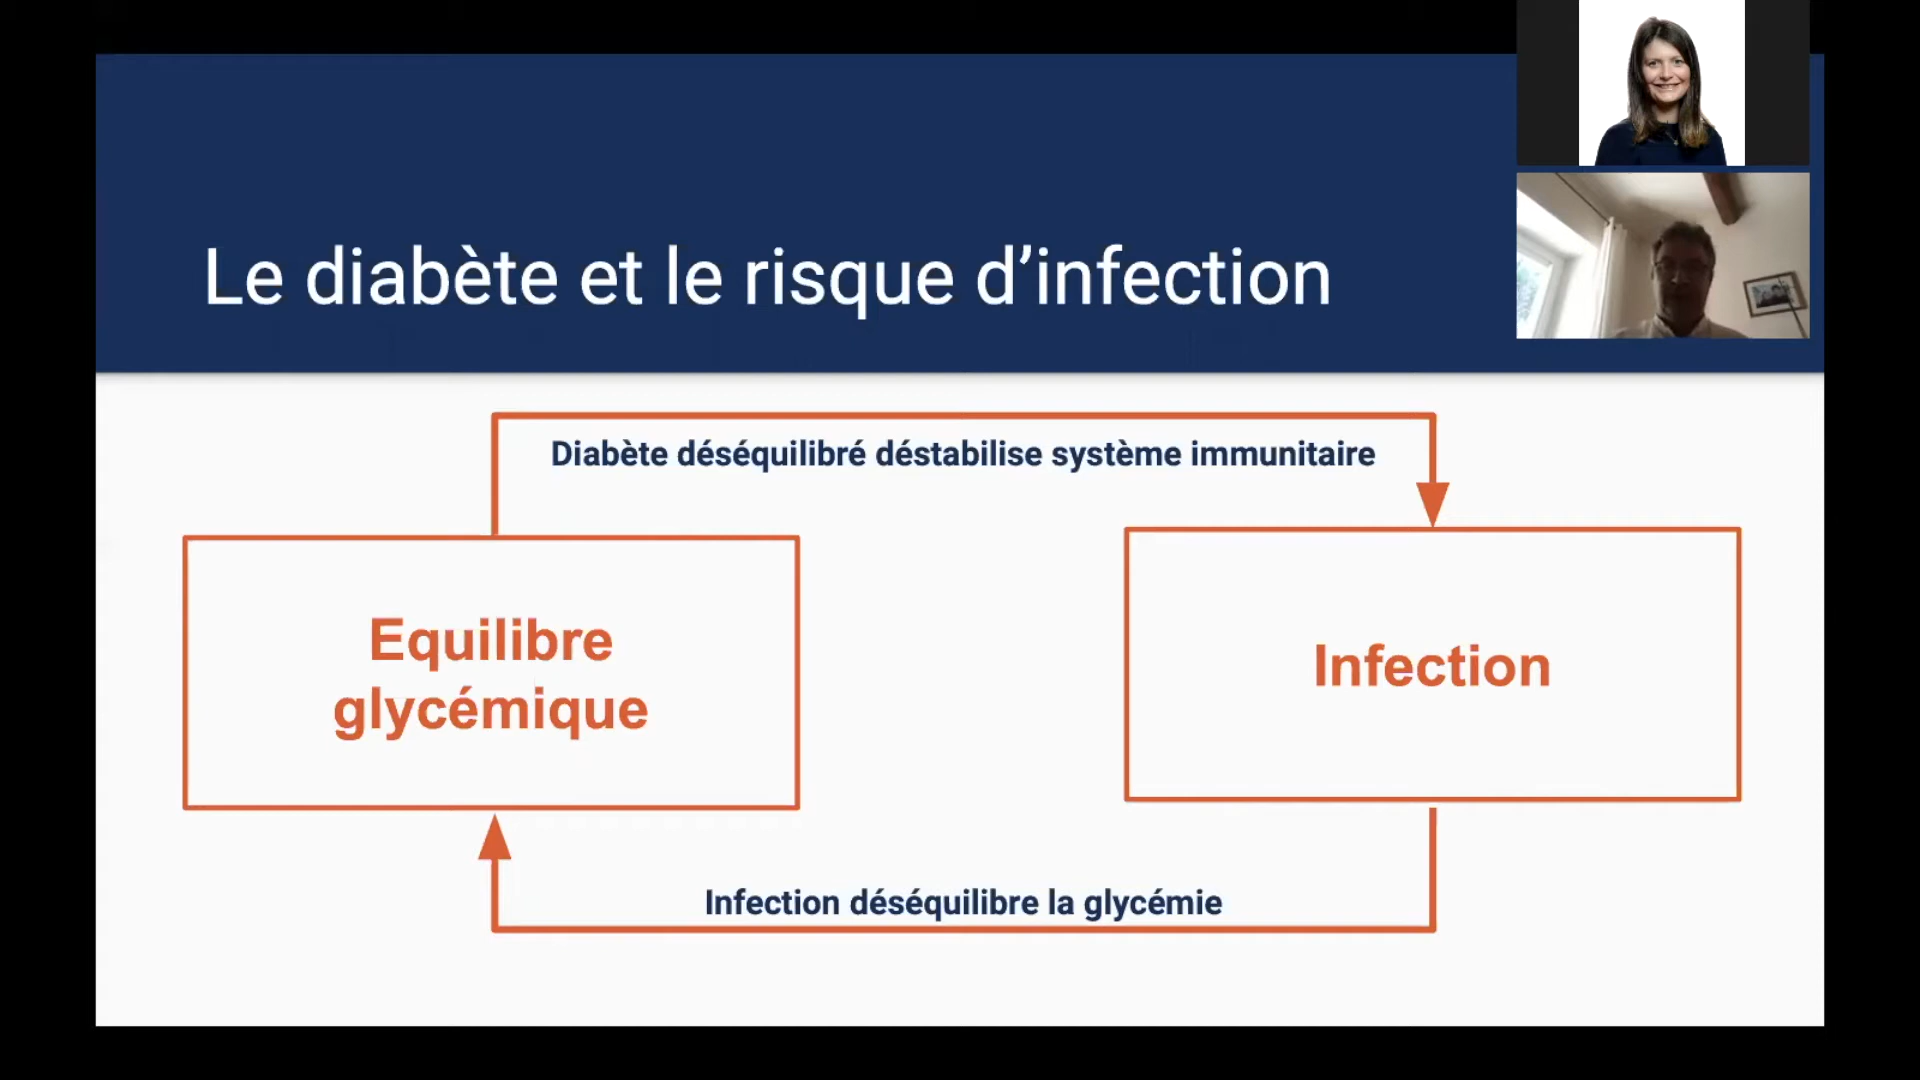 Le diabète et le risque d’infection
Diabète déséquilibré déstabilise système immunitaire
Equilibre
glycémique
Infection
Infection déséquilibre la glycémie